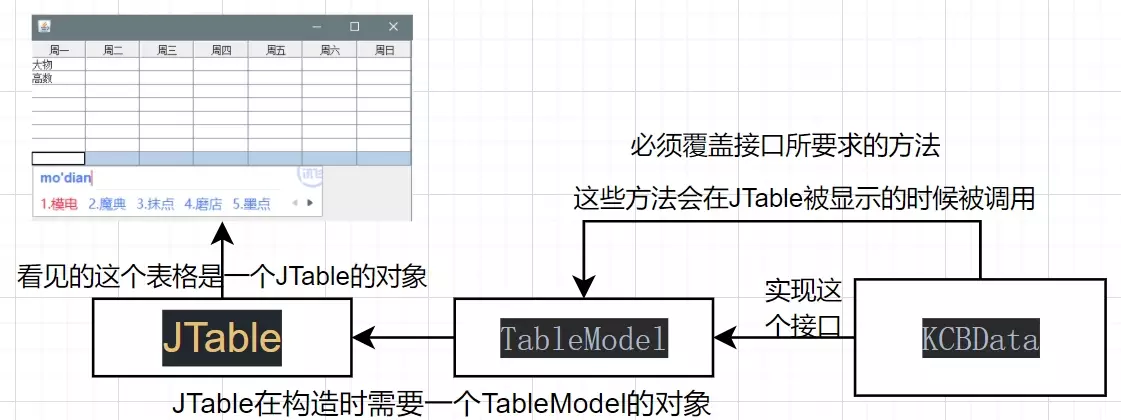 周一 周二 周三 周四 周五 周六 周日
大物
高数
mo'dian
1.模电 2.魔典 3.抹点 4.磨店 5.墨点
必须覆盖接口所要求的方法
这些方法会在JTable被显示的时候被调用
看见的这个表格是一个JTable的对象
实现这
个接口
JTable
TableModel
KCBData
JTable在构造时需要一个TableModel的对象